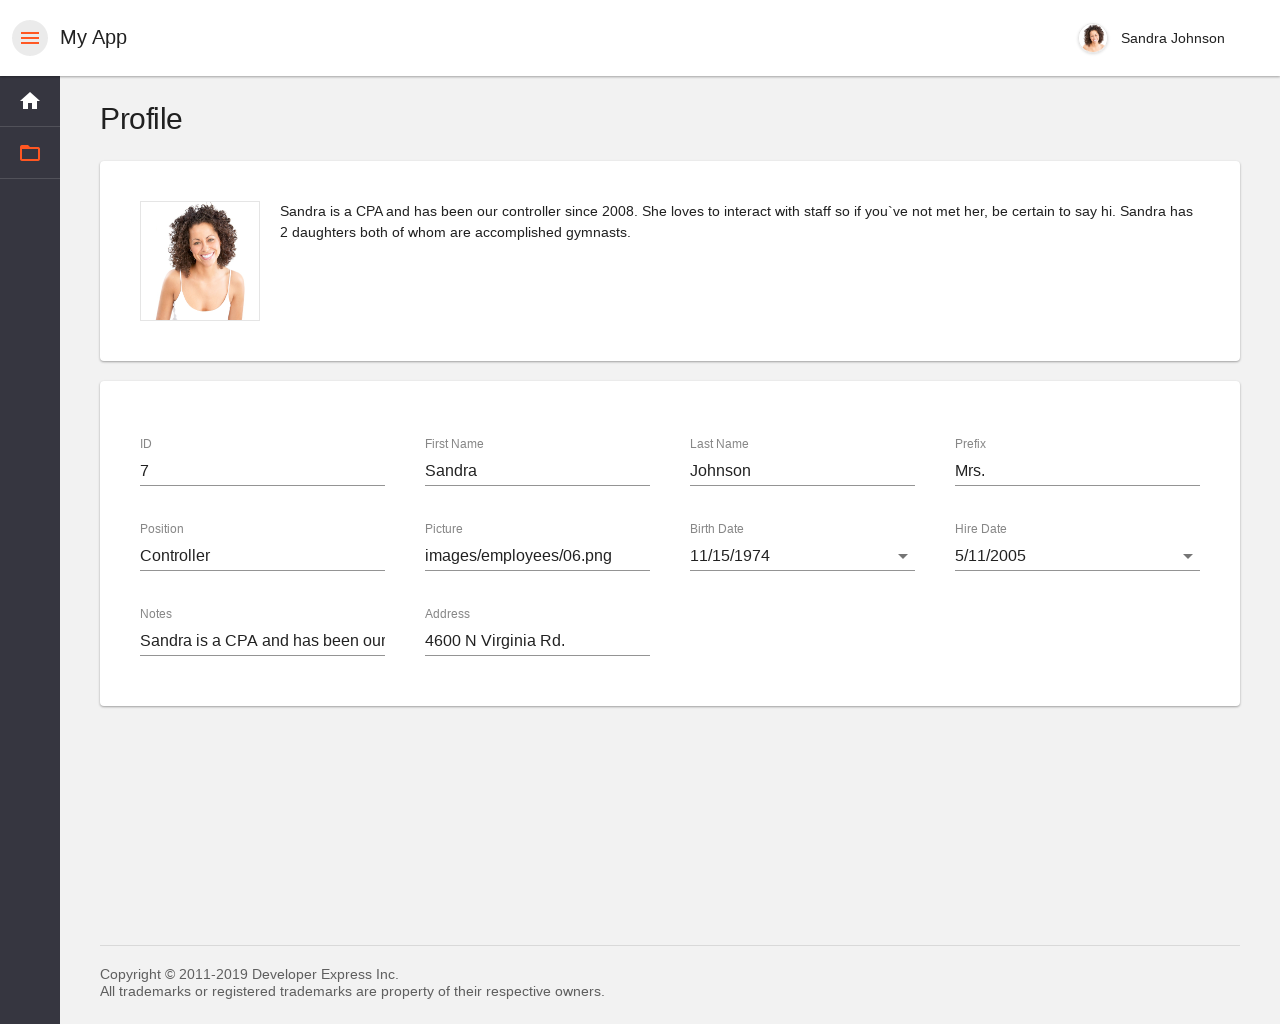 My App
Sandra Johnson
Profile
Sandra is a CPA and has been our controller since 2008. She loves to interact with staff so if you`ve not met her, be certain to say hi. Sandra has
2 daughters both of whom are accomplished gymnasts.
ID
First Name
Last Name
Prefix
7
Sandra
Johnson
Mrs.
Position
Picture
Birth Date
Hire Date
Controller
images/employees/06.png
11/15/1974
5/11/2005
Notes
Address
Sandra is a CPA and has been our
4600 N Virginia Rd.
Copyright © 2011-2019 Developer Express Inc.
All trademarks or registered trademarks are property of their respective owners.